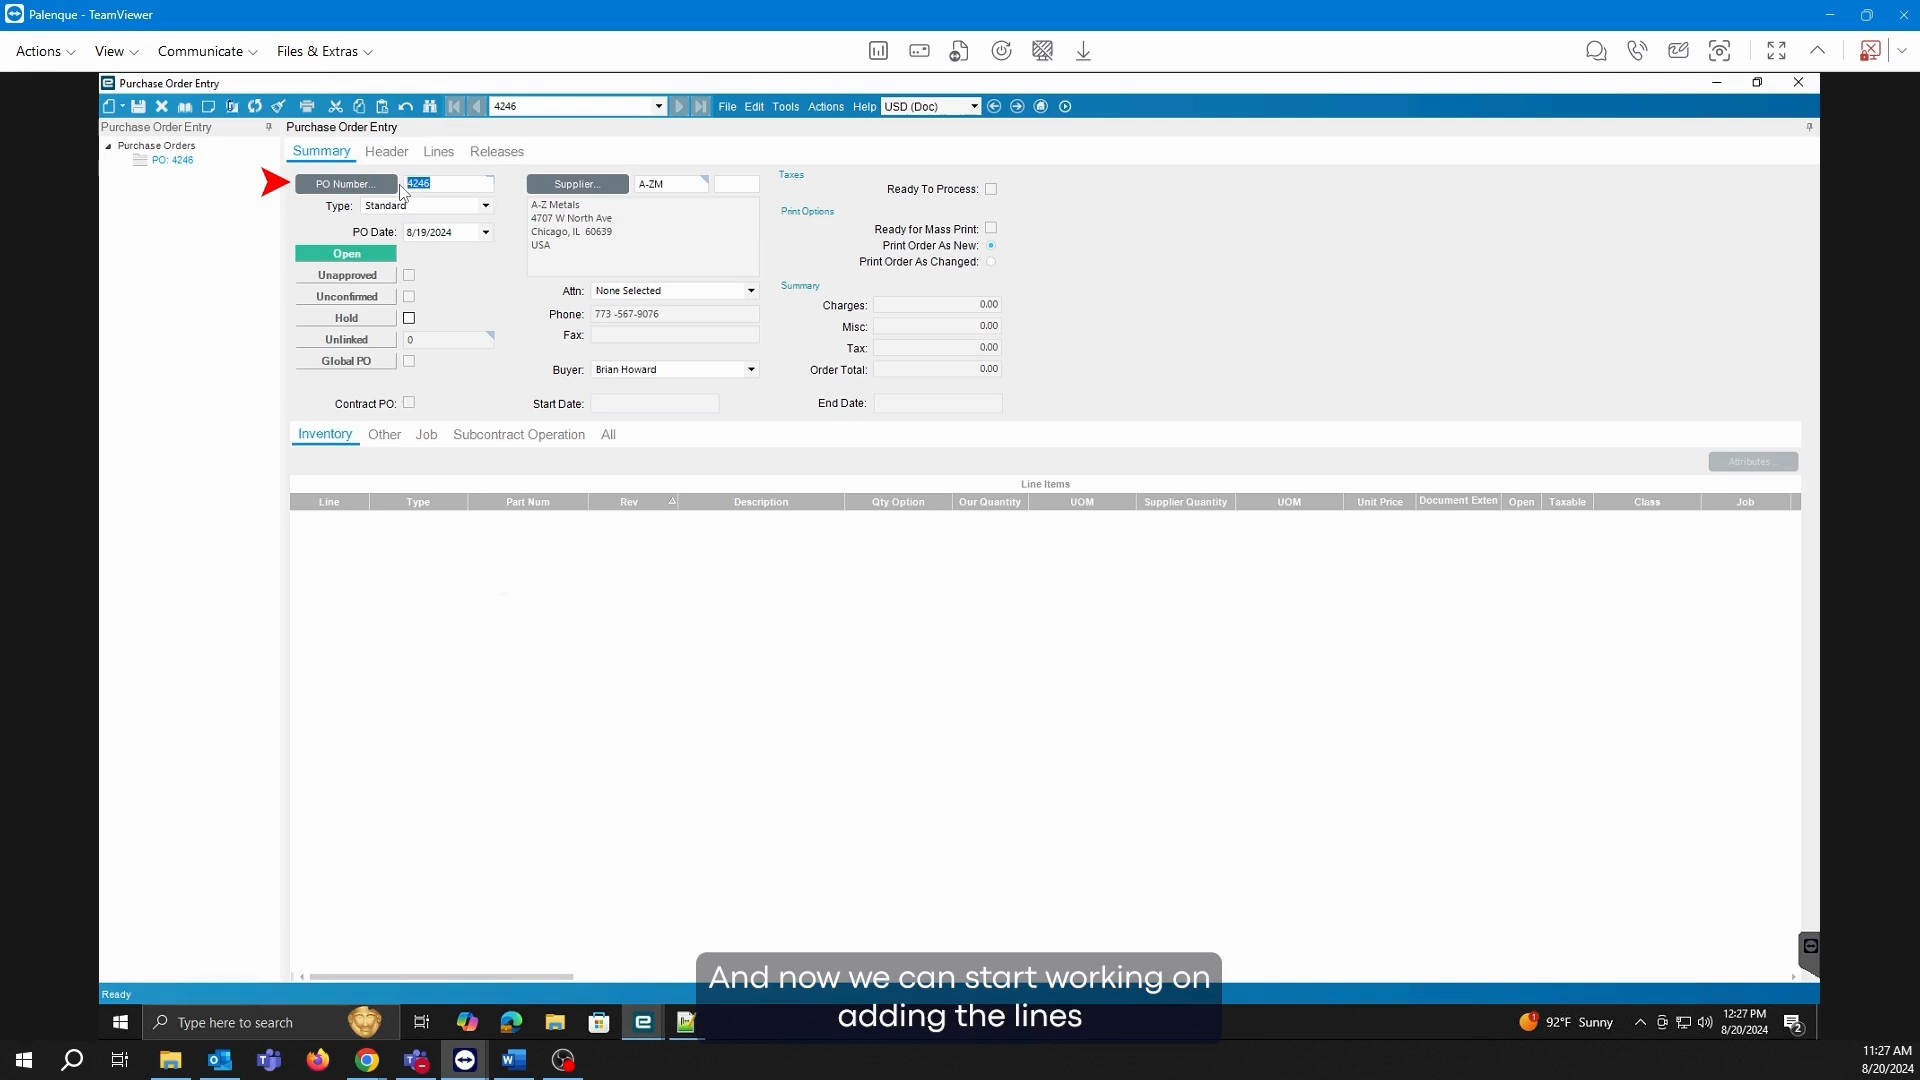 Palenque - TeamViewer
Actions View Communicate Files & Extras
Purchase Order Entry
4246 File Edit Tools Actions Help USD (Doc)
Purchase Order Entry
Purchase Orders
PO: 4246
Purchase Order Entry
Summary Header Lines Releases
PO Number... 4246
Type: Standard
PO Date: 8/19/2024
Open
Unapproved
Unconfirmed
Hold
Unlinked 0
Global PO
Contract PO:
Supplier... A-ZM
A-Z Metals
4707 W North Ave
Chicago, IL 60639
USA
Attn: None Selected
Phone: 773 -567-9076
Fax:
Buyer: Brian Howard
Start Date:
Taxes
Ready To Process:
Print Options
Ready for Mass Print:
Print Order As New:
Print Order As Changed:
Summary
Charges: 0.00
Misc: 0.00
Tax: 0.00
Order Total: 0.00
End Date:
Inventory Other Job Subcontract Operation All
Attributes...
Line Items
Line Type Part Num Rev Description Qty Option Our Quantity UOM Supplier Quantity UOM Unit Price Document Exten Open Taxable Class Job
And now we can start working on
adding the lines
Ready
Type here to search
92°F Sunny
12:27 PM
8/20/2024
2
11:27 AM
8/20/2024